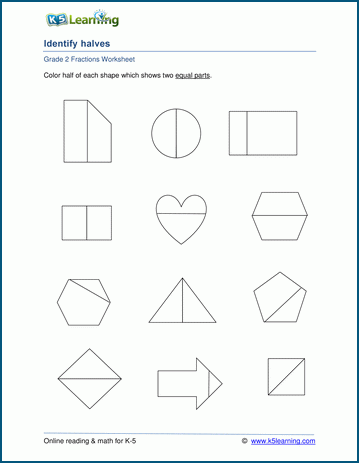 K5 Learning
Identify halves
Grade 2 Fractions Worksheet
Color half of each shape which shows two equal parts.
Online reading & math for K-5
© www.k5learning.com